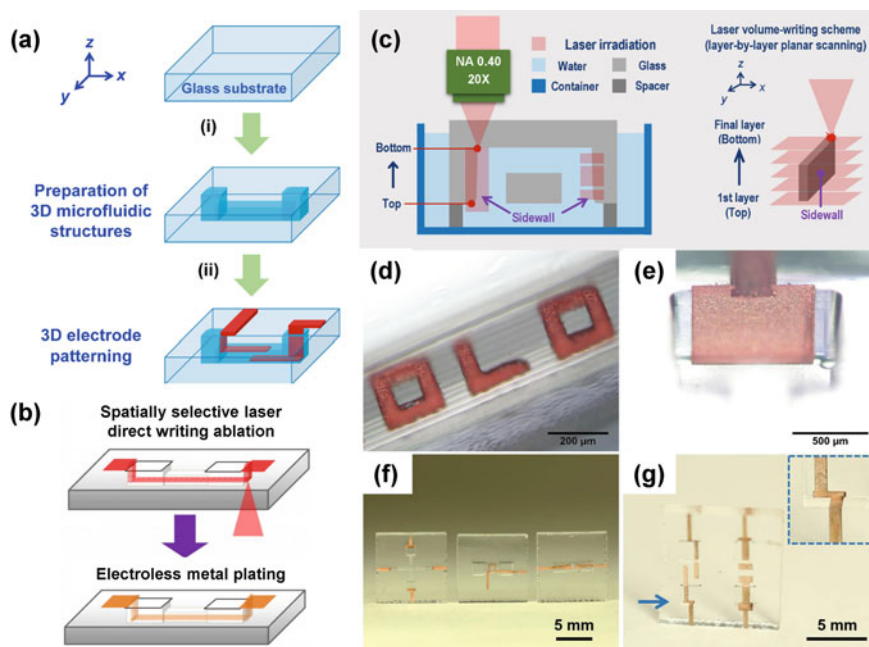 (a)
z
x
y
Glass substrate
(i)
Preparation of
3D microfluidic
structures
(ii)
3D electrode
patterning
(b)
Spatially selective laser
direct writing ablation
Electroless metal plating
(c)
NA 0.40
20X
Laser irradiation
Water
Glass
Container
Spacer
Bottom
Top
Sidewall
Laser volume-writing scheme
(layer-by-layer planar scanning)
z
x
y
Final layer
(Bottom)
1st layer
(Top)
Sidewall
(d)
200 μm
(e)
500 μm
(f)
5 mm
(g)
5 mm